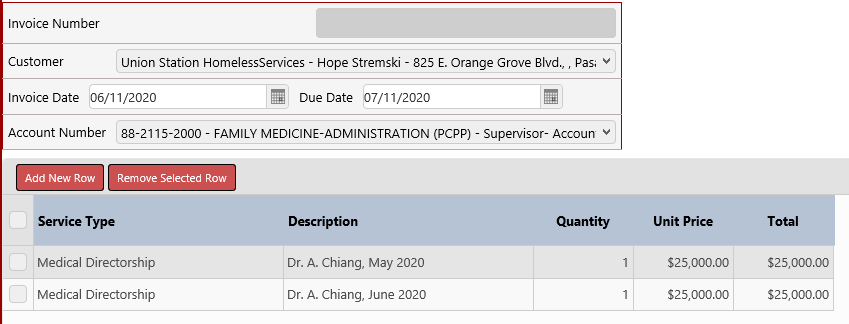 Invoice Number
Customer Union Station HomelessServices - Hope Stremski - 825 E. Orange Grove Blvd., , Pasa
Invoice Date 06/11/2020 Due Date 07/11/2020
Account Number 88-2115-2000 - FAMILY MEDICINE-ADMINISTRATION (PCPP) - Supervisor- Accoun
Add New Row Remove Selected Row
Service Type Description Quantity Unit Price Total
Medical Directorship Dr. A. Chiang, May 2020 1 $25,000.00 $25,000.00
Medical Directorship Dr. A. Chiang, June 2020 1 $25,000.00 $25,000.00